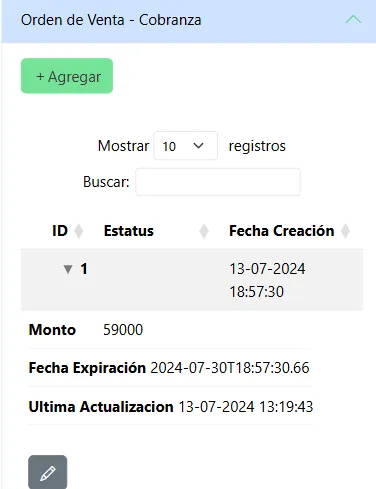 Orden de Venta - Cobranza
+ Agregar
Mostrar 10 registros
Buscar:
ID Estatus Fecha Creación
1 13-07-2024
18:57:30
Monto 59000
Fecha Expiración 2024-07-30T18:57:30.66
Ultima Actualizacion 13-07-2024 13:19:43